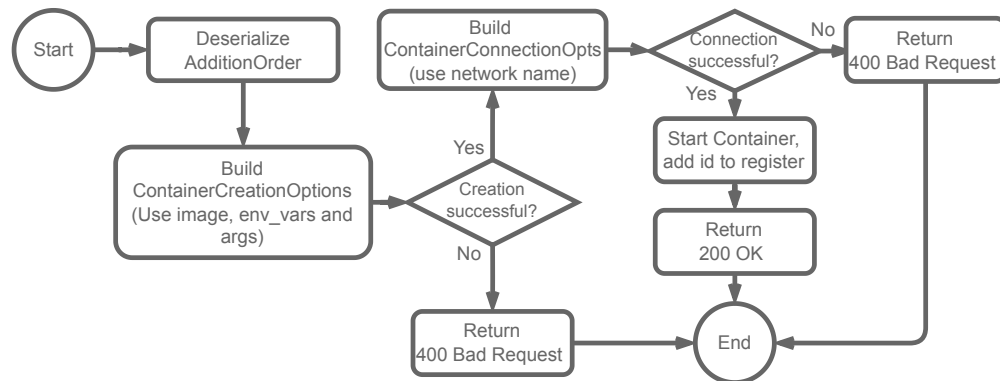 Start
Deserialize
AdditionOrder
Build
ContainerCreationOptions
(Use image, env_vars and
args)
Creation
successful?
Yes
No
Build
ContainerConnectionOpts
(use network name)
Connection
successful?
No
Yes
Return
400 Bad Request
Start Container,
add id to register
Return
200 OK
Return
400 Bad Request
End